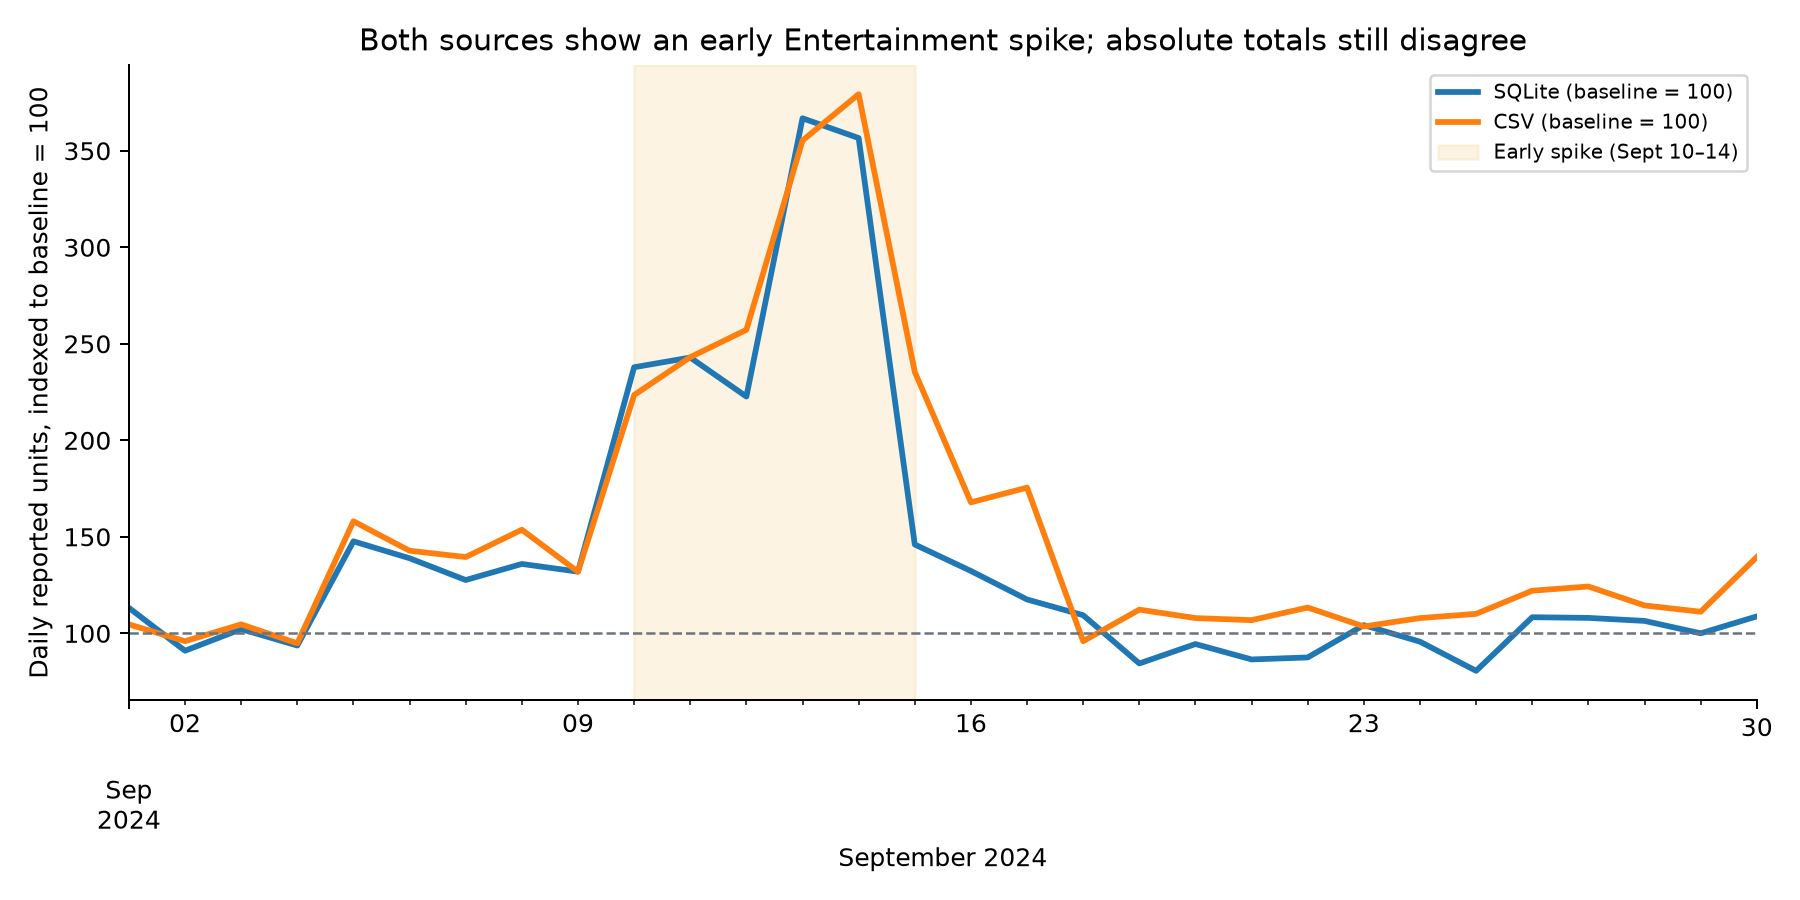 Both sources show an early Entertainment spike; absolute totals still disagree
Daily reported units, indexed to baseline = 100
350
300
250
200
150
100
SQLite (baseline = 100)
CSV (baseline = 100)
Early spike (Sept 10–14)
02
09
16
23
30
Sep
2024
September 2024